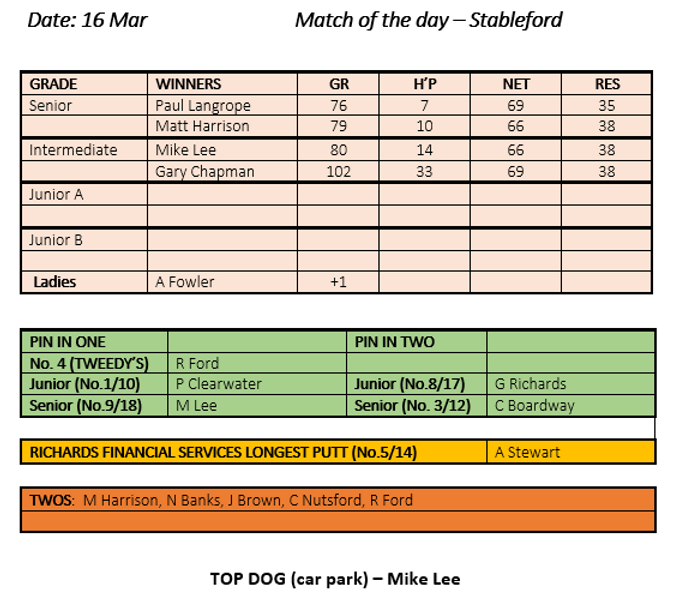 Date: 16 Mar Match of the day – Stableford
GRADE WINNERS GR H'P NET RES
Senior Paul Langrope 76 7 69 35
Matt Harrison 79 10 66 38
Intermediate Mike Lee 80 14 66 38
Gary Chapman 102 33 69 38
Junior A
Junior B
Ladies A Fowler +1
PIN IN ONE PIN IN TWO
No. 4 (TWEEDY'S) R Ford
Junior (No.1/10) P Clearwater Junior (No.8/17) G Richards
Senior (No.9/18) M Lee Senior (No. 3/12) C Boardway
RICHARDS FINANCIAL SERVICES LONGEST PUTT (No.5/14) A Stewart
TWOS: M Harrison, N Banks, J Brown, C Nutsford, R Ford
TOP DOG (car park) – Mike Lee